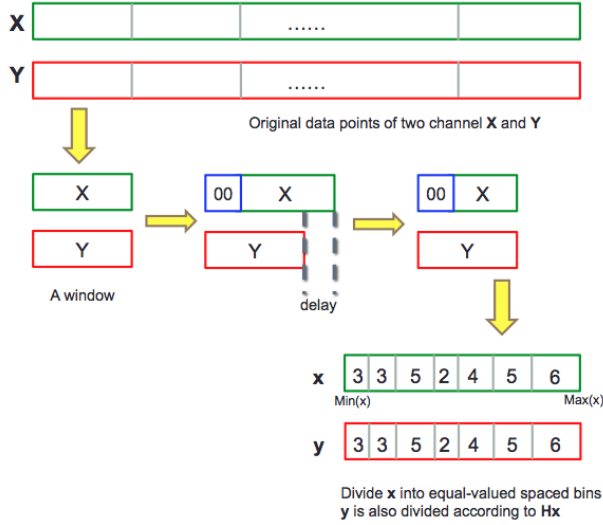 X
......
Y
......
Original data points of two channel X and Y
X
00 X
00 X
Y
Y
Y
A window
delay
x 3 3 5 2 4 5 6
Min(x) Max(x)
y 3 3 5 2 4 5 6
Divide x into equal-valued spaced bins
y is also divided according to Hx